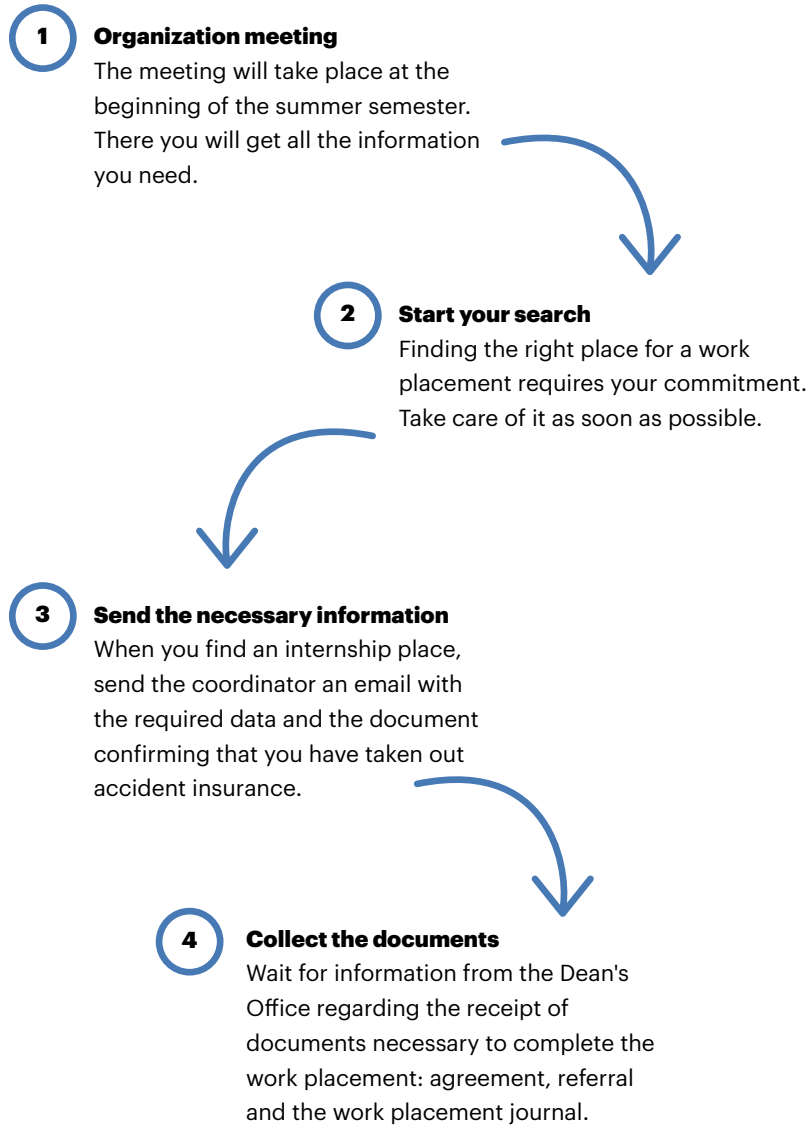 1
Organization meeting
The meeting will take place at the
beginning of the summer semester.
There you will get all the information
you need.
2
Start your search
Finding the right place for a work
placement requires your commitment.
Take care of it as soon as possible.
3
Send the necessary information
When you find an internship place,
send the coordinator an email with
the required data and the document
confirming that you have taken out
accident insurance.
4
Collect the documents
Wait for information from the Dean's
Office regarding the receipt of
documents necessary to complete the
work placement: agreement, referral
and the work placement journal.